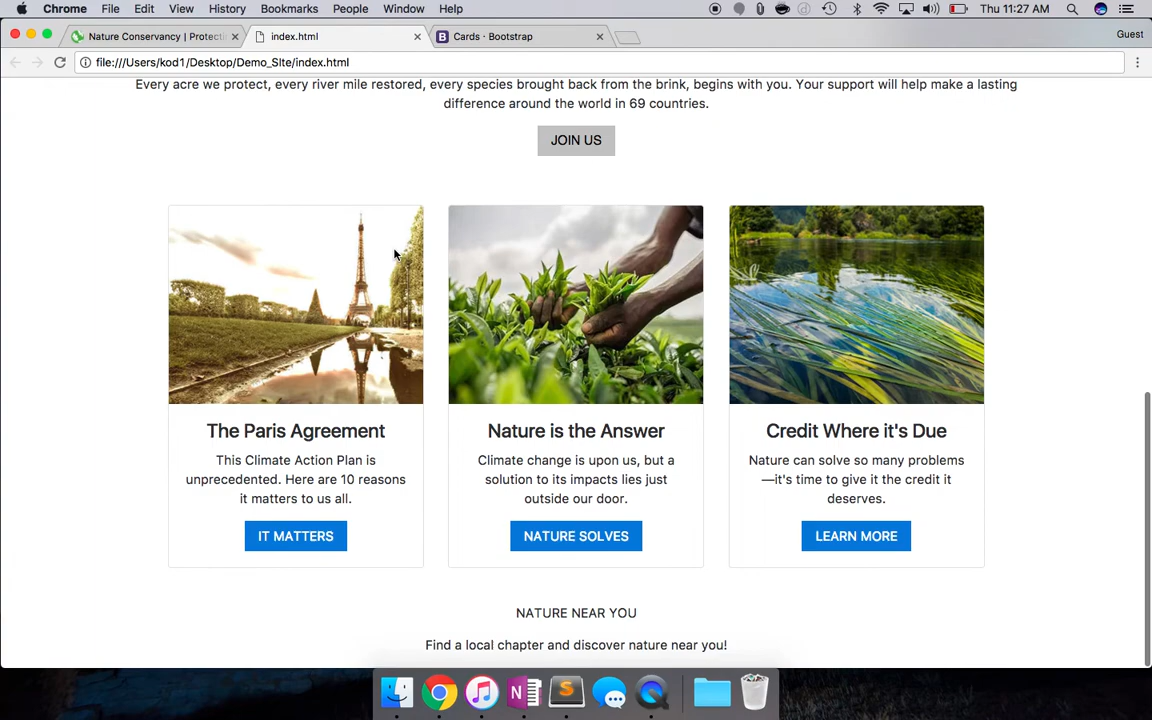 Chrome File Edit View History Bookmarks People Window Help Thu 11:27 AM
Nature Conservancy | Protecti index.html Cards · Bootstrap Guest
file:///Users/kod1/Desktop/Demo_SIte/index.html
Every acre we protect, every river mile restored, every species brought back from the brink, begins with you. Your support will help make a lasting
difference around the world in 69 countries.
JOIN US
The Paris Agreement
This Climate Action Plan is
unprecedented. Here are 10 reasons
it matters to us all.
IT MATTERS
Nature is the Answer
Climate change is upon us, but a
solution to its impacts lies just
outside our door.
NATURE SOLVES
Credit Where it's Due
Nature can solve so many problems
—it's time to give it the credit it
deserves.
LEARN MORE
NATURE NEAR YOU
Find a local chapter and discover nature near you!